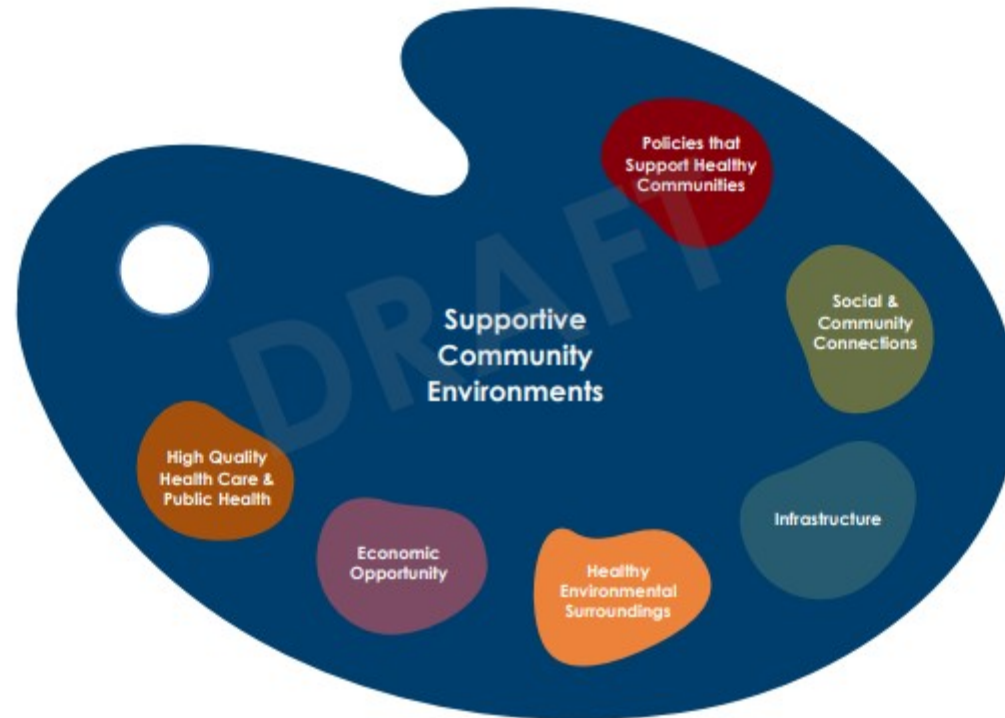 Policies that
Support Healthy
Communities
Social &
Community
Connections
Supportive
Community
Environments
DRAFT
High Quality
Health Care &
Public Health
Infrastructure
Economic
Opportunity
Healthy
Environmental
Surroundings